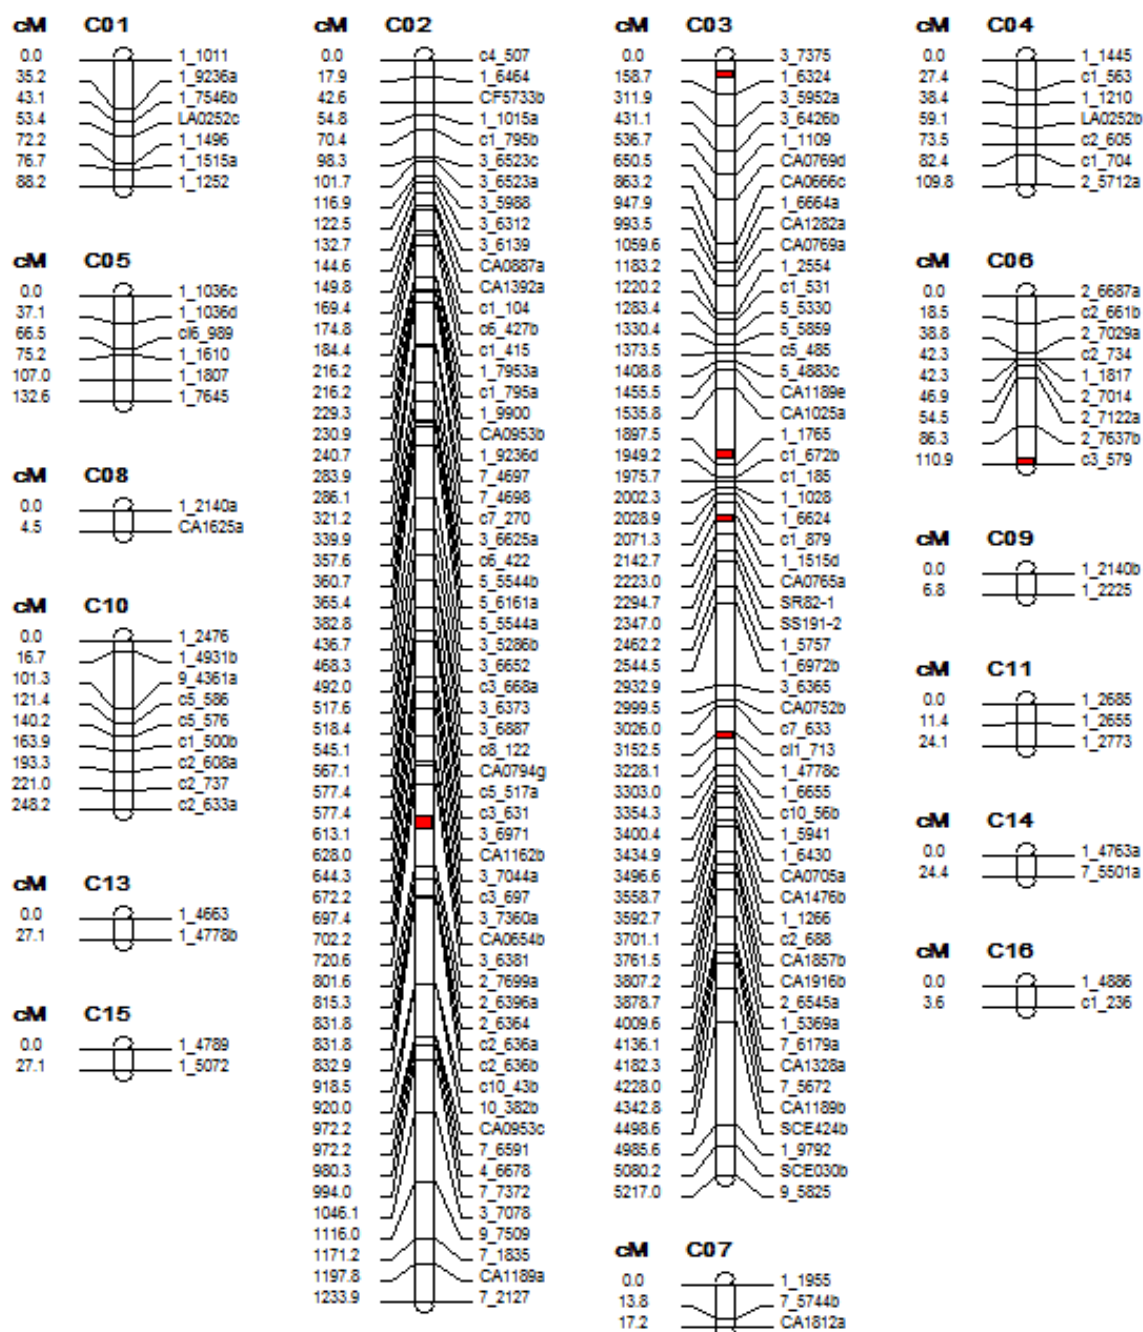 cM C01
0.0 1_1011
35.2 1_9236a
43.1 1_7546b
53.4 LA0252c
72.2 1_1496
76.7 1_1515a
88.2 1_1252
cM C05
0.0 1_1036c
37.1 1_1036d
66.5 cl6_989
75.2 1_1610
107.0 1_1807
132.6 1_7645
cM C08
0.0 1_2140a
4.5 CA1625a
cM C10
0.0 1_2476
16.7 1_4931b
101.3 9_4361a
121.4 c5_586
140.2 c5_576
163.9 c1_500b
193.3 c2_608a
221.0 c2_737
248.2 c2_633a
cM C13
0.0 1_4663
27.1 1_4778b
cM C15
0.0 1_4789
27.1 1_5072
cM C02
0.0 c4_507
17.9 1_6464
42.6 CF5733b
54.8 1_1015a
70.4 c1_795b
98.3 3_6523c
101.7 3_6523a
116.9 3_5988
122.5 3_6312
132.7 3_6139
144.6 CA0887a
149.8 CA1392a
169.4 c1_104
174.8 c6_427b
184.4 c1_415
216.2 1_7953a
216.2 c1_795a
229.3 1_9900
230.9 CA0953b
240.7 1_9236d
283.9 7_4697
286.1 7_4698
321.2 c7_270
339.9 3_6625a
357.6 c6_422
360.7 5_5544b
365.4 5_6161a
382.8 5_5544a
436.7 3_5286b
468.3 3_6652
492.0 c3_668a
517.6 3_6373
518.4 3_6887
545.1 c8_122
567.1 CA0794g
577.4 c5_517a
577.4 c3_631
613.1 3_6971
628.0 CA1162b
644.3 3_7044a
672.2 c3_697
697.4 3_7360a
702.2 CA0654b
720.6 3_6381
801.6 2_7699a
815.3 2_6396a
831.8 2_6364
831.8 c2_636a
832.9 c2_636b
918.5 c10_43b
920.0 10_382b
972.2 CA0953c
972.2 7_6591
980.3 4_6678
994.0 7_7372
1046.1 3_7078
1116.0 9_7509
1171.2 7_1835
1197.8 CA1189a
1233.9 7_2127
cM C03
0.0 3_7375
158.7 1_6324
311.9 3_5952a
431.1 3_6426b
536.7 1_1109
650.5 CA0769d
863.2 CA0666c
947.9 1_6664a
993.5 CA1282a
1059.6 CA0769a
1183.2 1_2554
1220.2 c1_531
1283.4 5_5330
1330.4 5_5859
1373.5 c5_485
1408.8 5_4883c
1455.5 CA1189e
1535.8 CA1025a
1897.5 1_1765
1949.2 c1_672b
1975.7 c1_185
2002.3 1_1028
2028.9 1_6624
2071.3 c1_879
2142.7 1_1515d
2223.0 CA0765a
2294.7 SR82-1
2347.0 SS191-2
2462.2 1_5757
2544.5 1_6972b
2932.9 3_6365
2999.5 CA0752b
3026.0 c7_633
3152.5 cl1_713
3228.1 1_4778c
3303.0 1_6655
3354.3 c10_56b
3400.4 1_5941
3434.9 1_6430
3496.6 CA0705a
3558.7 CA1476b
3592.7 1_1266
3701.1 c2_688
3761.5 CA1857b
3807.2 CA1916b
3878.7 2_6545a
4009.6 1_5369a
4136.1 7_6179a
4182.3 CA1328a
4228.0 7_5672
4342.8 CA1189b
4498.6 SCE424b
4985.6 1_9792
5080.2 SCE030b
5217.0 9_5825
cM C07
0.0 1_1955
13.8 7_5744b
17.2 CA1812a
cM C04
0.0 1_1445
27.4 c1_563
38.4 1_1210
59.1 LA0252b
73.5 c2_605
82.4 c1_704
109.8 2_5712a
cM C06
0.0 2_6687a
18.5 c2_661b
38.8 2_7029a
42.3 c2_734
42.3 1_1817
46.9 2_7014
54.5 2_7122a
86.3 2_7637b
110.9 c3_579
cM C09
0.0 1_2140b
6.8 1_2225
cM C11
0.0 1_2685
11.4 1_2655
24.1 1_2773
cM C14
0.0 1_4763a
24.4 7_5501a
cM C16
0.0 1_4886
3.6 c1_236